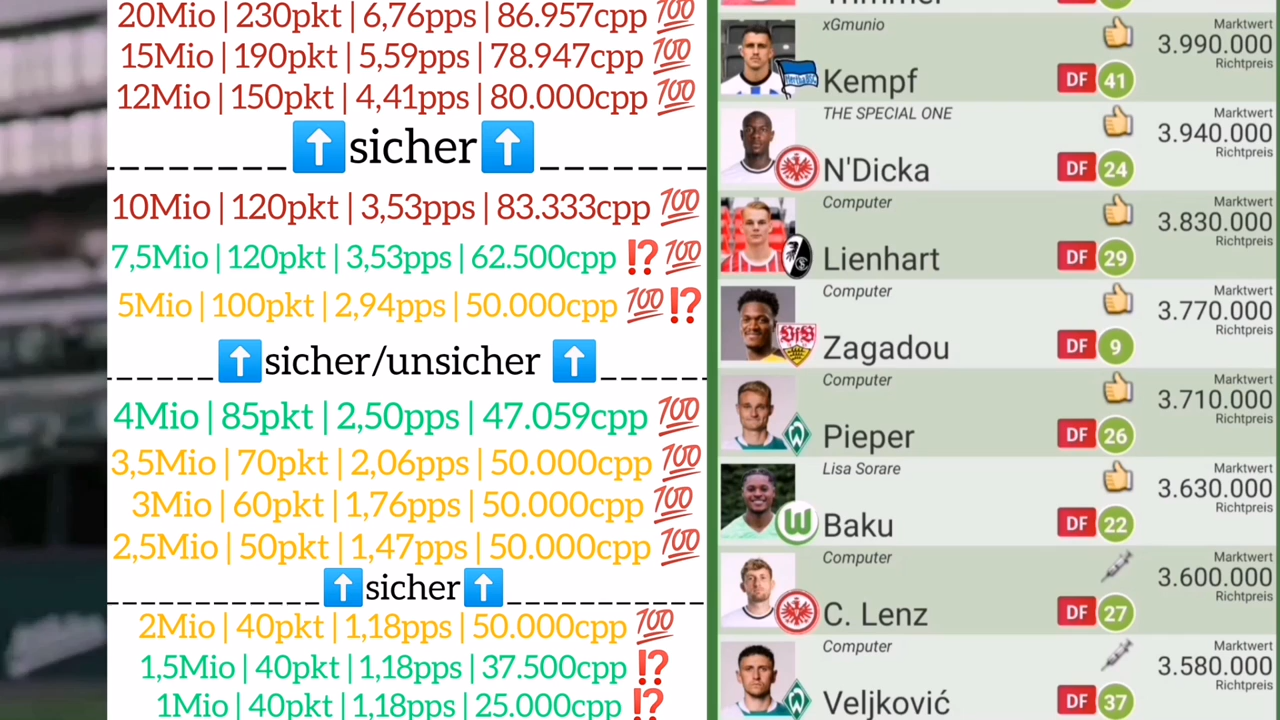 20Mio | 230pkt | 6,76pps | 86.957cpp 💯
15Mio | 190pkt | 5,59pps | 78.947cpp 💯
12Mio | 150pkt | 4,41pps | 80.000cpp 💯
⬆️sicher⬆️
10Mio | 120pkt | 3,53pps | 83.333cpp 💯
7,5Mio | 120pkt | 3,53pps | 62.500cpp ⁉️💯
5Mio | 100pkt | 2,94pps | 50.000cpp 💯⁉️
⬆️sicher/unsicher ⬆️
4Mio | 85pkt | 2,50pps | 47.059cpp 💯
3,5Mio | 70pkt | 2,06pps | 50.000cpp 💯
3Mio | 60pkt | 1,76pps | 50.000cpp 💯
2,5Mio | 50pkt | 1,47pps | 50.000cpp 💯
⬆️sicher⬆️
2Mio | 40pkt | 1,18pps | 50.000cpp 💯
1,5Mio | 40pkt | 1,18pps | 37.500cpp ⁉️
1Mio | 40pkt | 1,18pps | 25.000cpp ⁉️
xGmunio
Marktwert
3.990.000
Richtpreis
Kempf DF 41
THE SPECIAL ONE
Marktwert
3.940.000
Richtpreis
N'Dicka DF 24
Computer
Marktwert
3.830.000
Richtpreis
Lienhart DF 29
Computer
Marktwert
3.770.000
Richtpreis
Zagadou DF 9
Computer
Marktwert
3.710.000
Richtpreis
Pieper DF 26
Lisa Sorare
Marktwert
3.630.000
Richtpreis
Baku DF 22
Computer
Marktwert
3.600.000
Richtpreis
C. Lenz DF 27
Computer
Marktwert
3.580.000
Richtpreis
Veljković DF 37